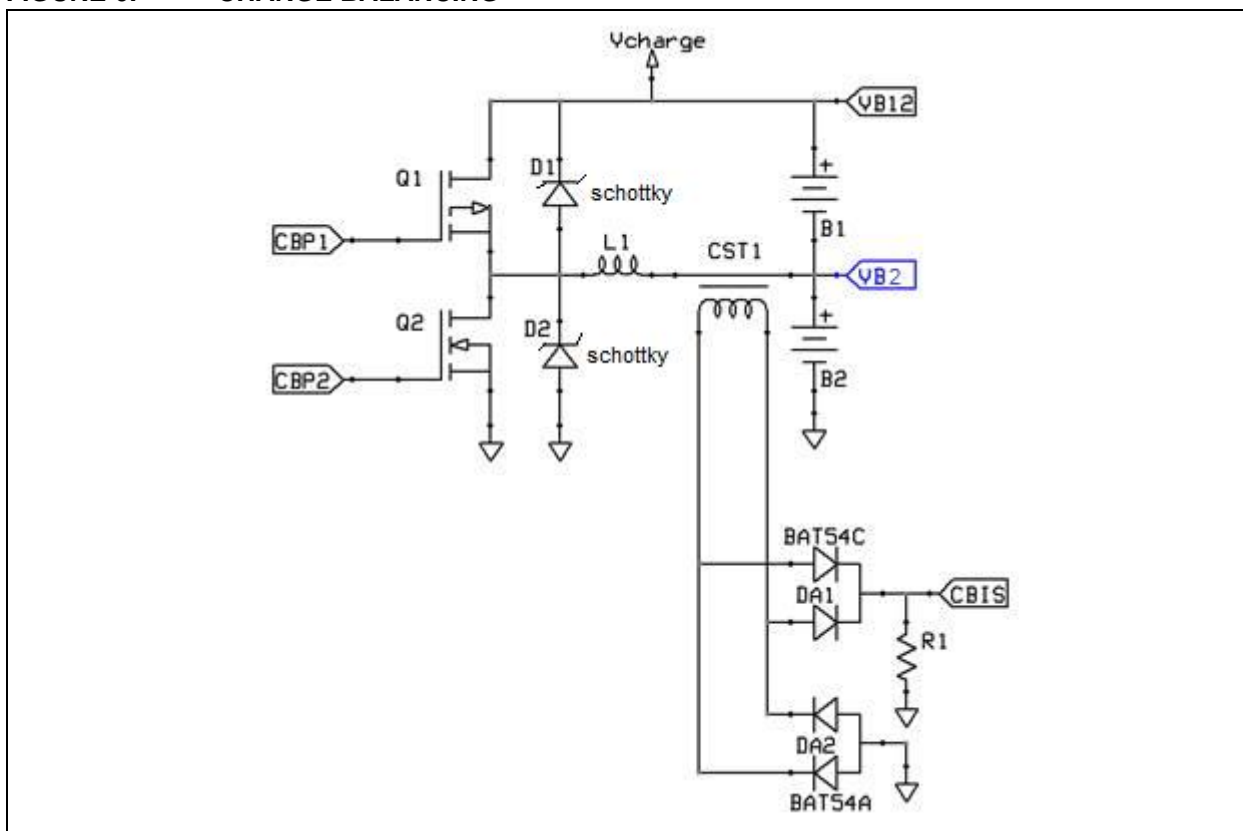 Vcharge
VB12
D1
Q1
schottky
+
B1
CBP1
L1
CST1
VB2
Q2
D2
+
schottky
B2
CBP2
BAT54C
DA1
CBIS
R1
DA2
BAT54A